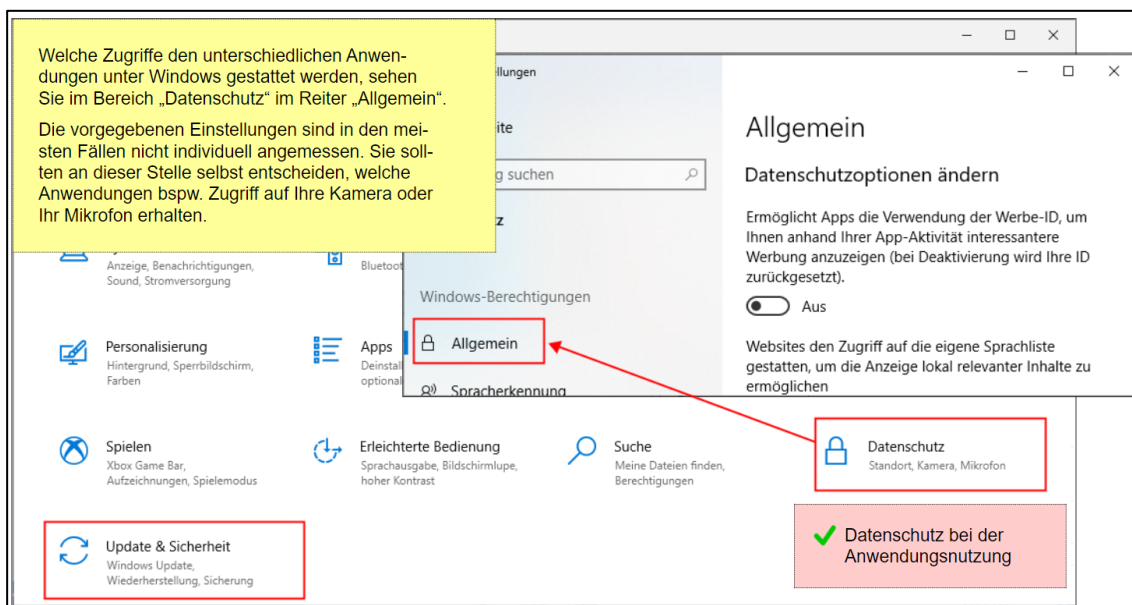 Welche Zugriffe den unterschiedlichen Anwen-
dungen unter Windows gestattet werden, sehen
Sie im Bereich „Datenschutz“ im Reiter „Allgemein“.
Die vorgegebenen Einstellungen sind in den mei-
sten Fällen nicht individuell angemessen. Sie soll-
ten an dieser Stelle selbst entscheiden, welche
Anwendungen bspw. Zugriff auf Ihre Kamera oder
Ihr Mikrofon erhalten.
llungen
ite
g suchen
z
Windows-Berechtigungen
Allgemein
Spracherkennung
Allgemein
Datenschutzoptionen ändern
Ermöglicht Apps die Verwendung der Werbe-ID, um
Ihnen anhand Ihrer App-Aktivität interessantere
Werbung anzuzeigen (bei Deaktivierung wird Ihre ID
zurückgesetzt).
Aus
Websites den Zugriff auf die eigene Sprachliste
gestatten, um die Anzeige lokal relevanter Inhalte zu
ermöglichen
Anzeige, Benachrichtigungen,
Sound, Stromversorgung
Bluetoot
Personalisierung
Hintergrund, Sperrbildschirm,
Farben
Apps
Deinstal
optional
Spielen
Xbox Game Bar,
Aufzeichnungen, Spielemodus
Erleichterte Bedienung
Sprachausgabe, Bildschirmlupe,
hoher Kontrast
Suche
Meine Dateien finden,
Berechtigungen
Datenschutz
Standort, Kamera, Mikrofon
Update & Sicherheit
Windows Update,
Wiederherstellung, Sicherung
Datenschutz bei der
Anwendungsnutzung